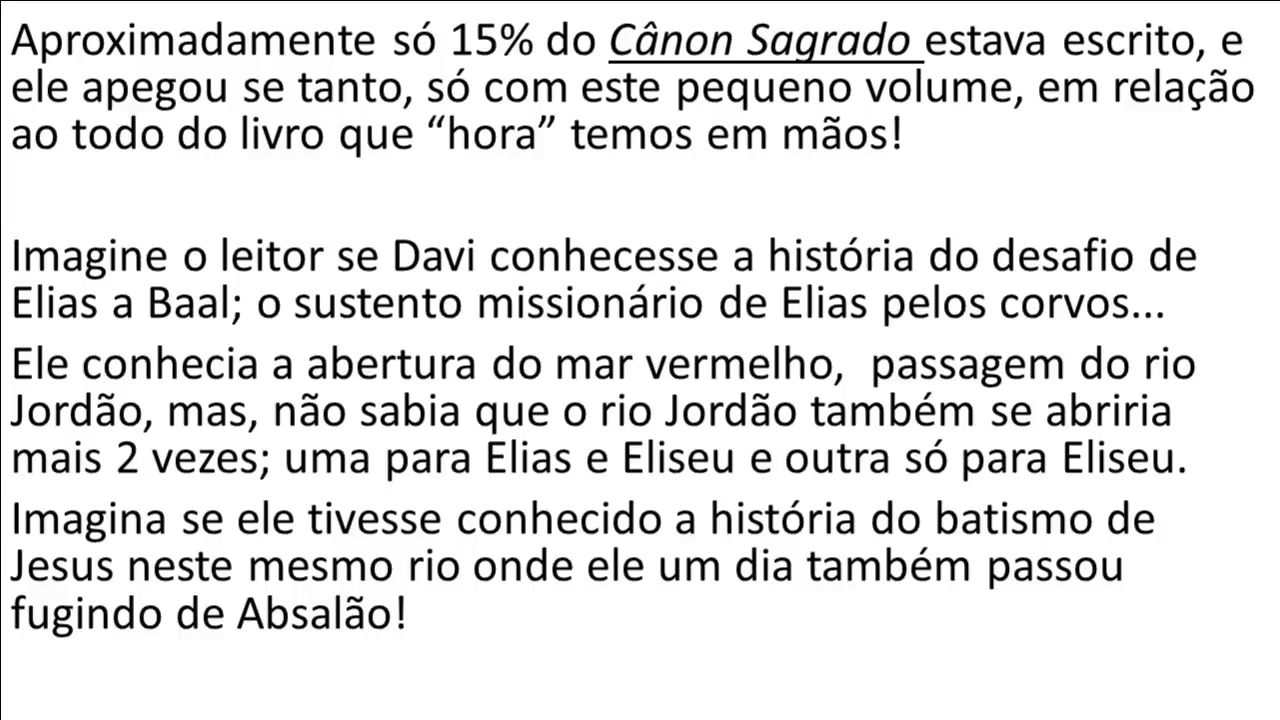 Aproximadamente só 15% do Cânon Sagrado estava escrito, e
ele apegou se tanto, só com este pequeno volume, em relação
ao todo do livro que “hora” temos em mãos!
Imagine o leitor se Davi conhecesse a história do desafio de
Elias a Baal; o sustento missionário de Elias pelos corvos...
Ele conhecia a abertura do mar vermelho, passagem do rio
Jordão, mas, não sabia que o rio Jordão também se abriria
mais 2 vezes; uma para Elias e Eliseu e outra só para Eliseu.
Imagina se ele tivesse conhecido a história do batismo de
Jesus neste mesmo rio onde ele um dia também passou
fugindo de Absalão!